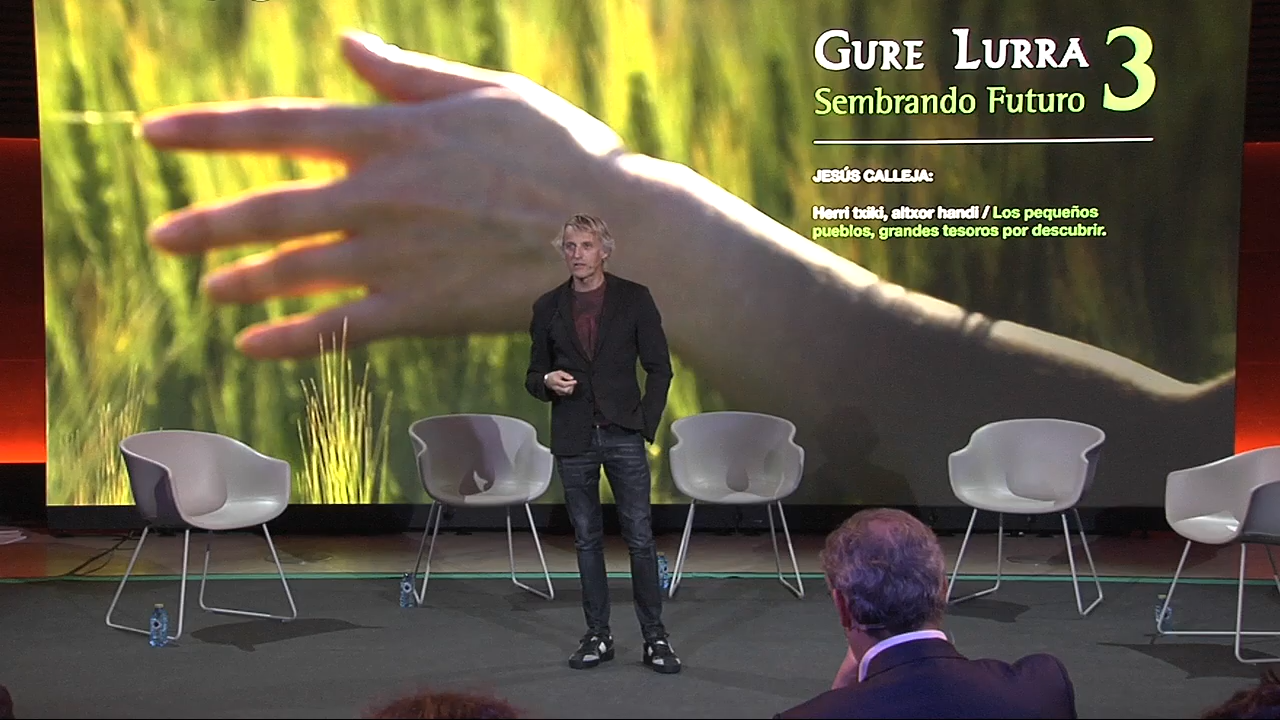 GURE LURRA 3
Sembrando Futuro
JESÚS CALLEJA:
Herri txiki, altxor handi / Los pequeños
pueblos, grandes tesoros por descubrir.